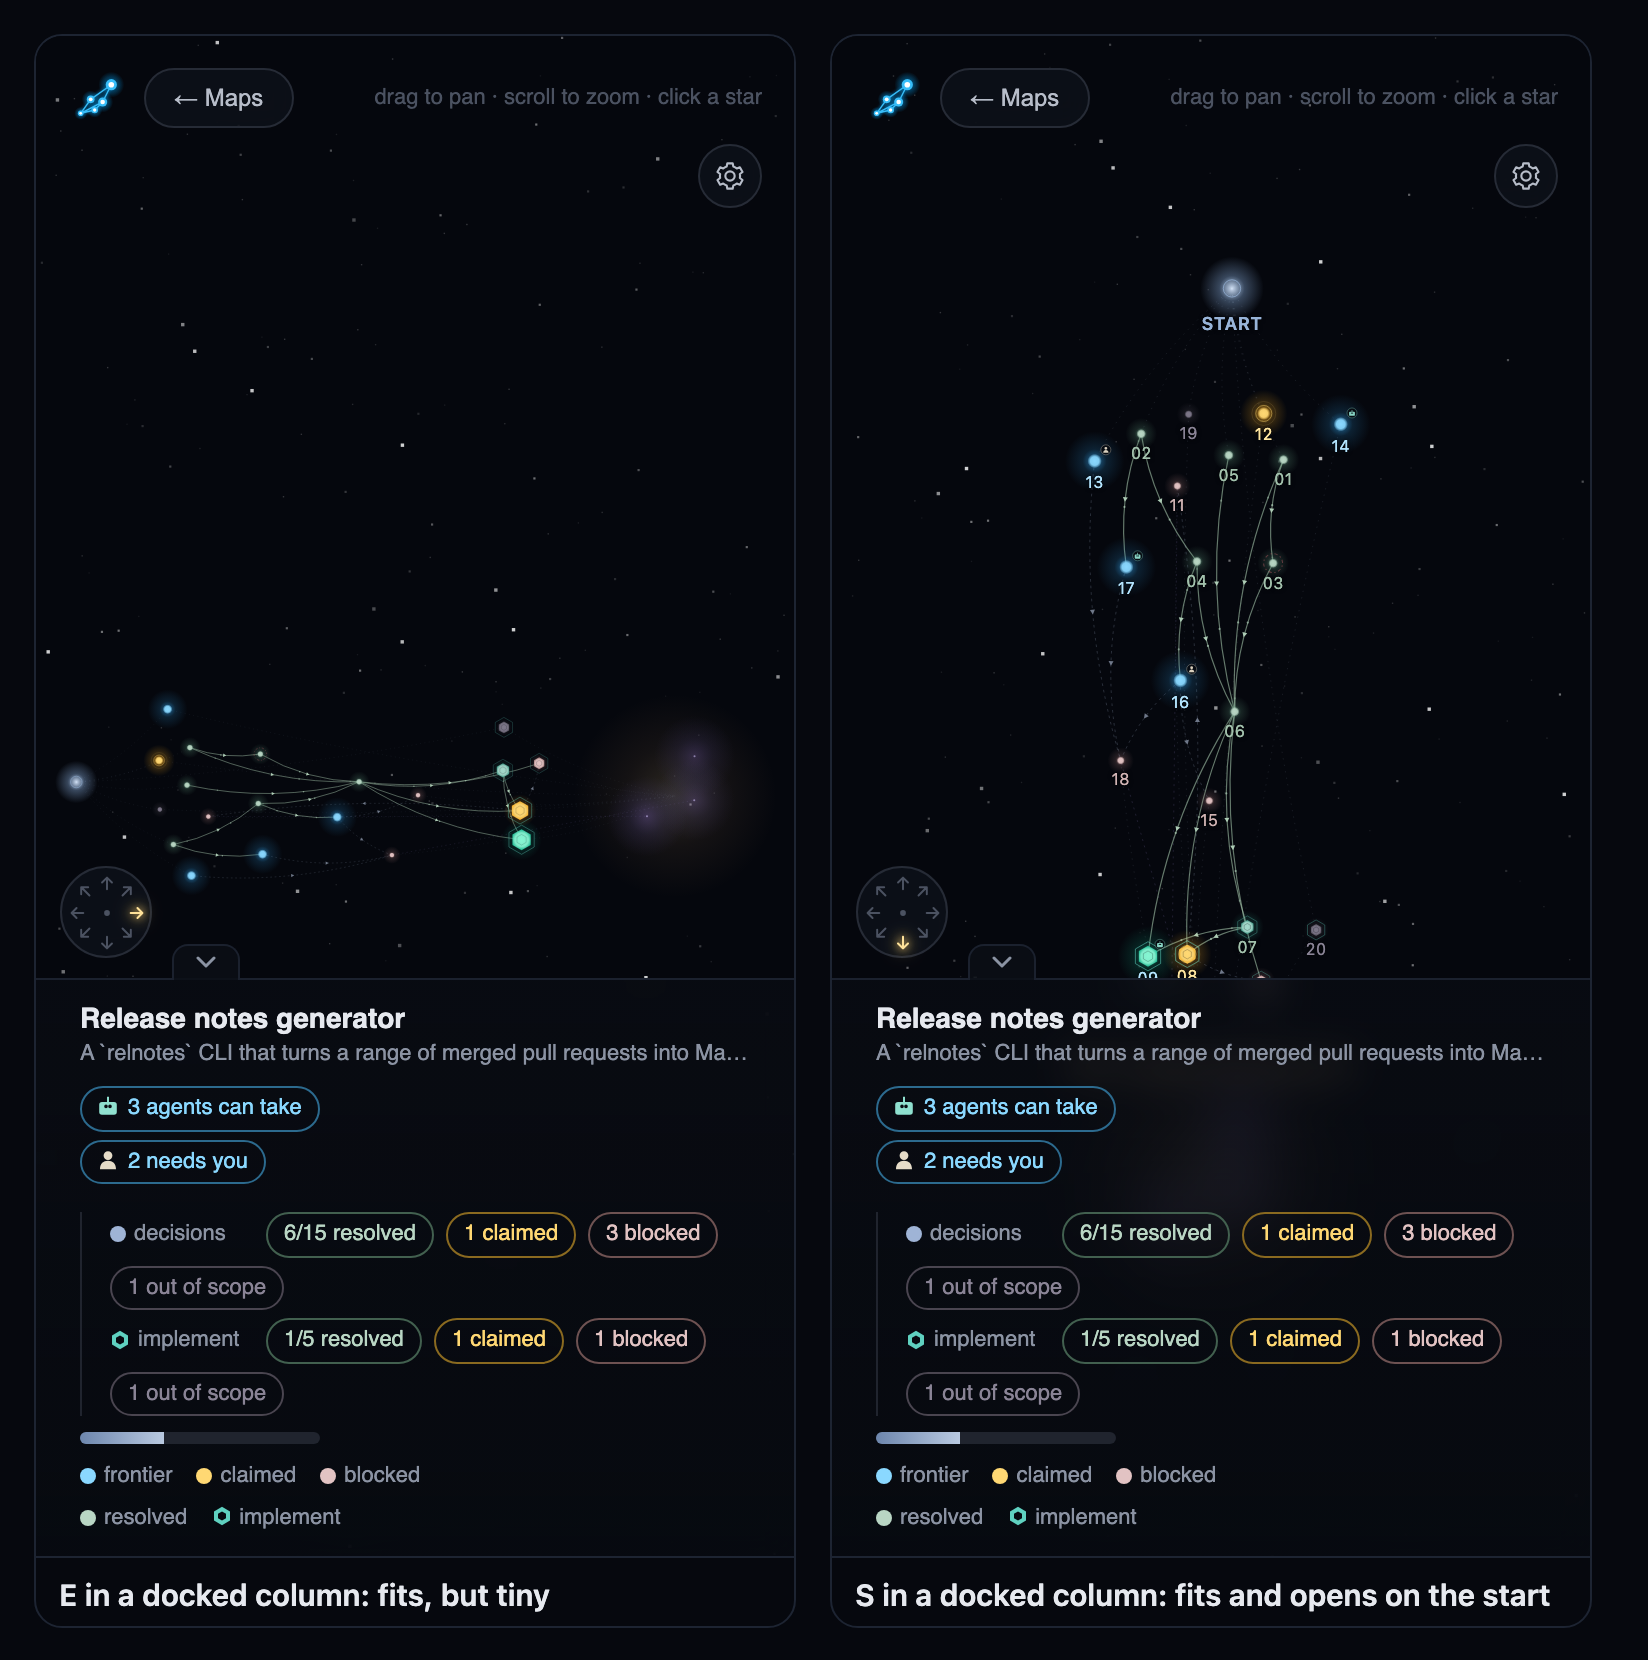 ← Maps
drag to pan · scroll to zoom · click a star
Release notes generator
A `relnotes` CLI that turns a range of merged pull requests into Ma…
3 agents can take
2 needs you
decisions 6/15 resolved 1 claimed 3 blocked
1 out of scope
implement 1/5 resolved 1 claimed 1 blocked
1 out of scope
frontier claimed blocked
resolved implement
E in a docked column: fits, but tiny
← Maps
drag to pan · scroll to zoom · click a star
START
19
12
14
02
13
05
01
11
17
04
03
16
06
18
15
07
20
09
08
Release notes generator
A `relnotes` CLI that turns a range of merged pull requests into Ma…
3 agents can take
2 needs you
decisions 6/15 resolved 1 claimed 3 blocked
1 out of scope
implement 1/5 resolved 1 claimed 1 blocked
1 out of scope
frontier claimed blocked
resolved implement
S in a docked column: fits and opens on the start